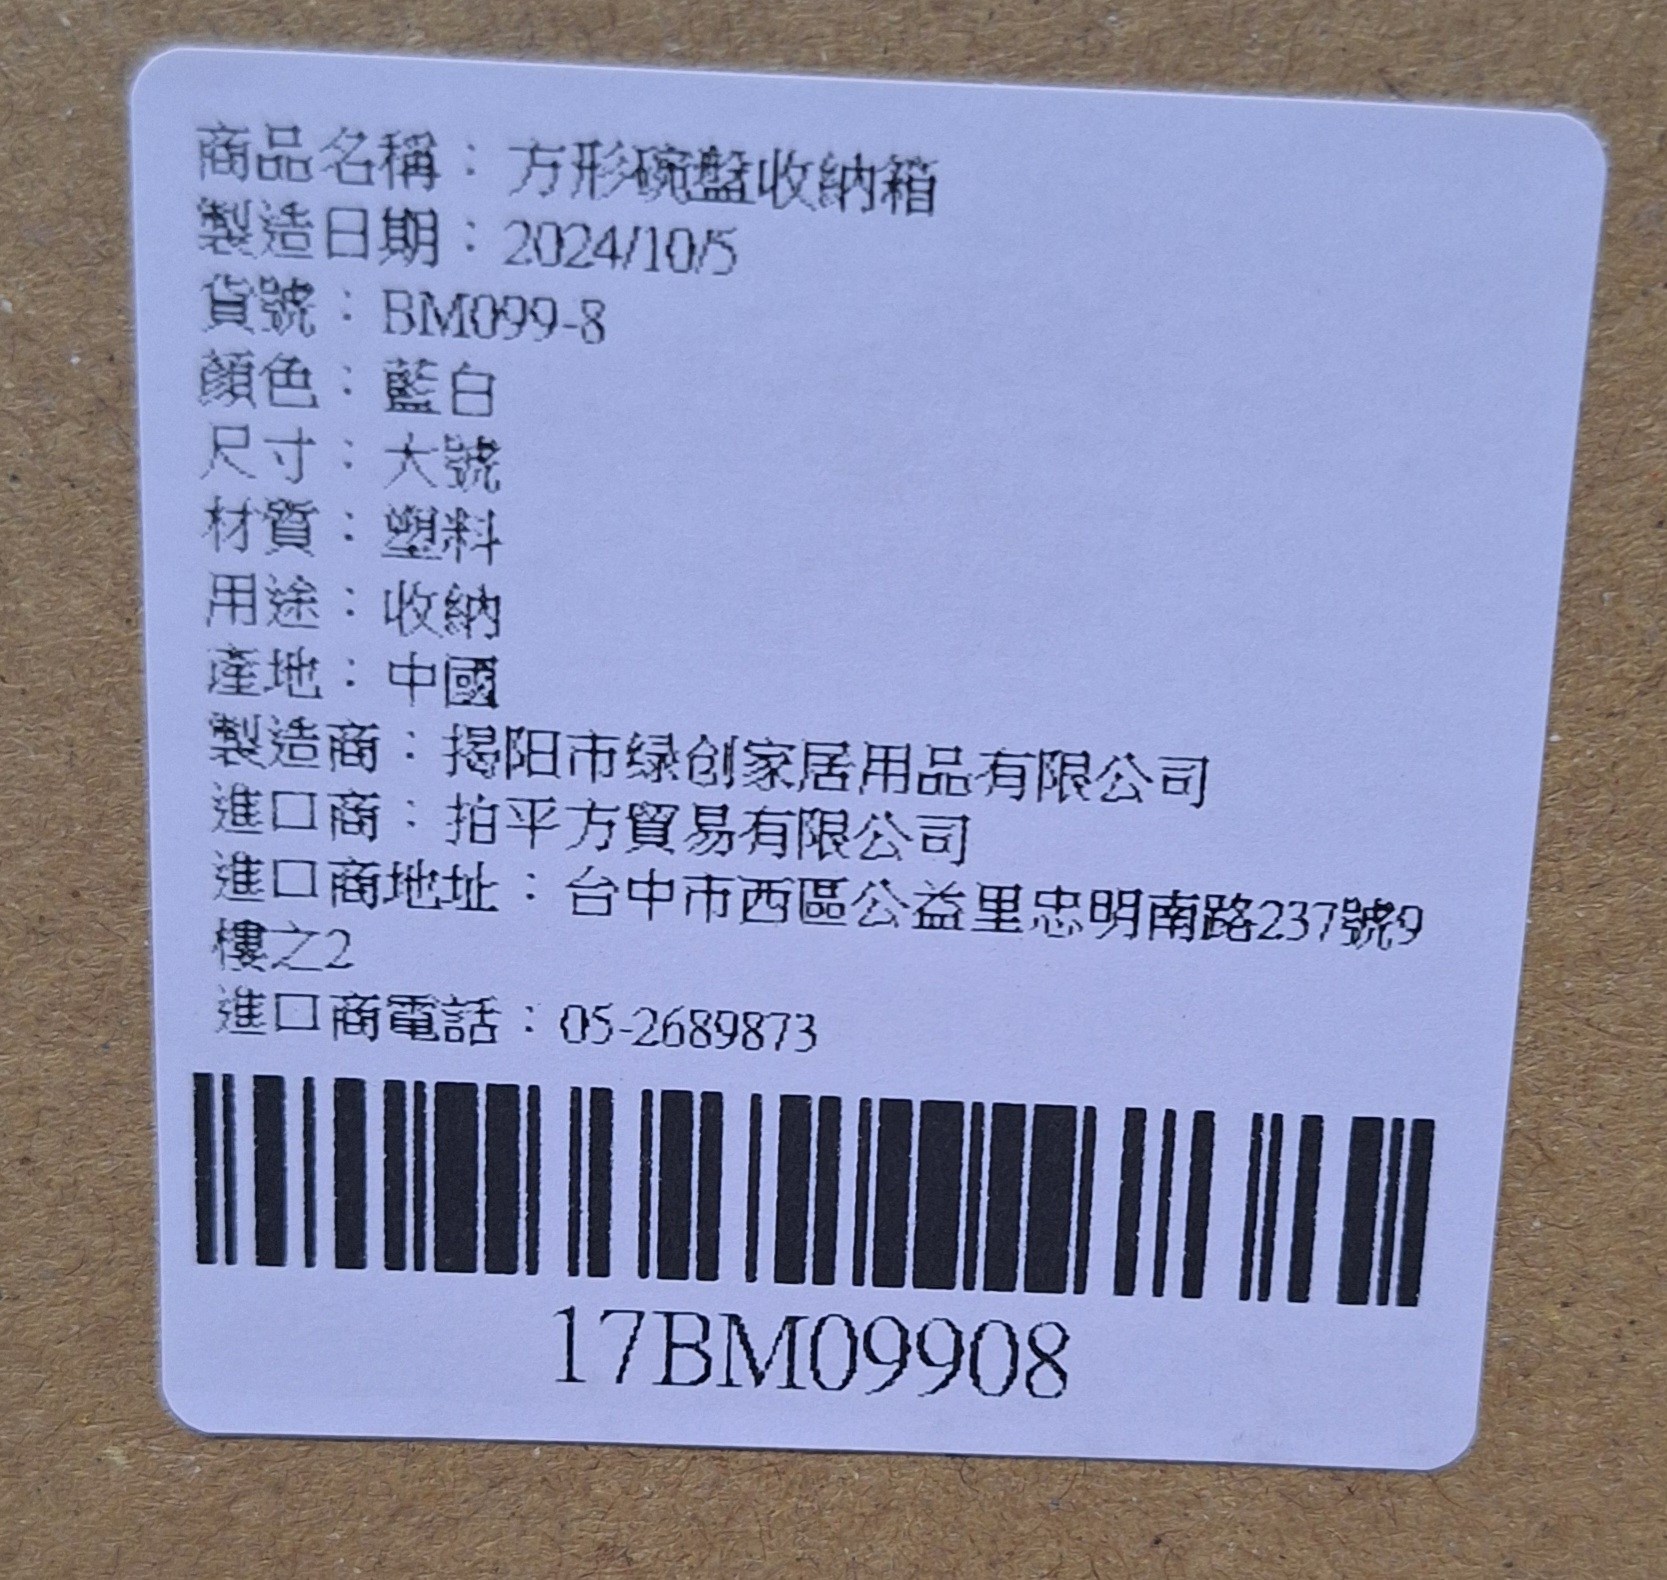 商品名稱：方形碗盤收納箱
製造日期：2024/10/5
貨號：BM099-8
顏色：藍白
尺寸：大號
材質：塑料
用途：收納
產地：中國
製造商：揭阳市绿创家居用品有限公司
進口商：拍平方貿易有限公司
進口商地址：台中市西區公益里忠明南路237號9
樓之2
進口商電話：05-2689873
17BM09908